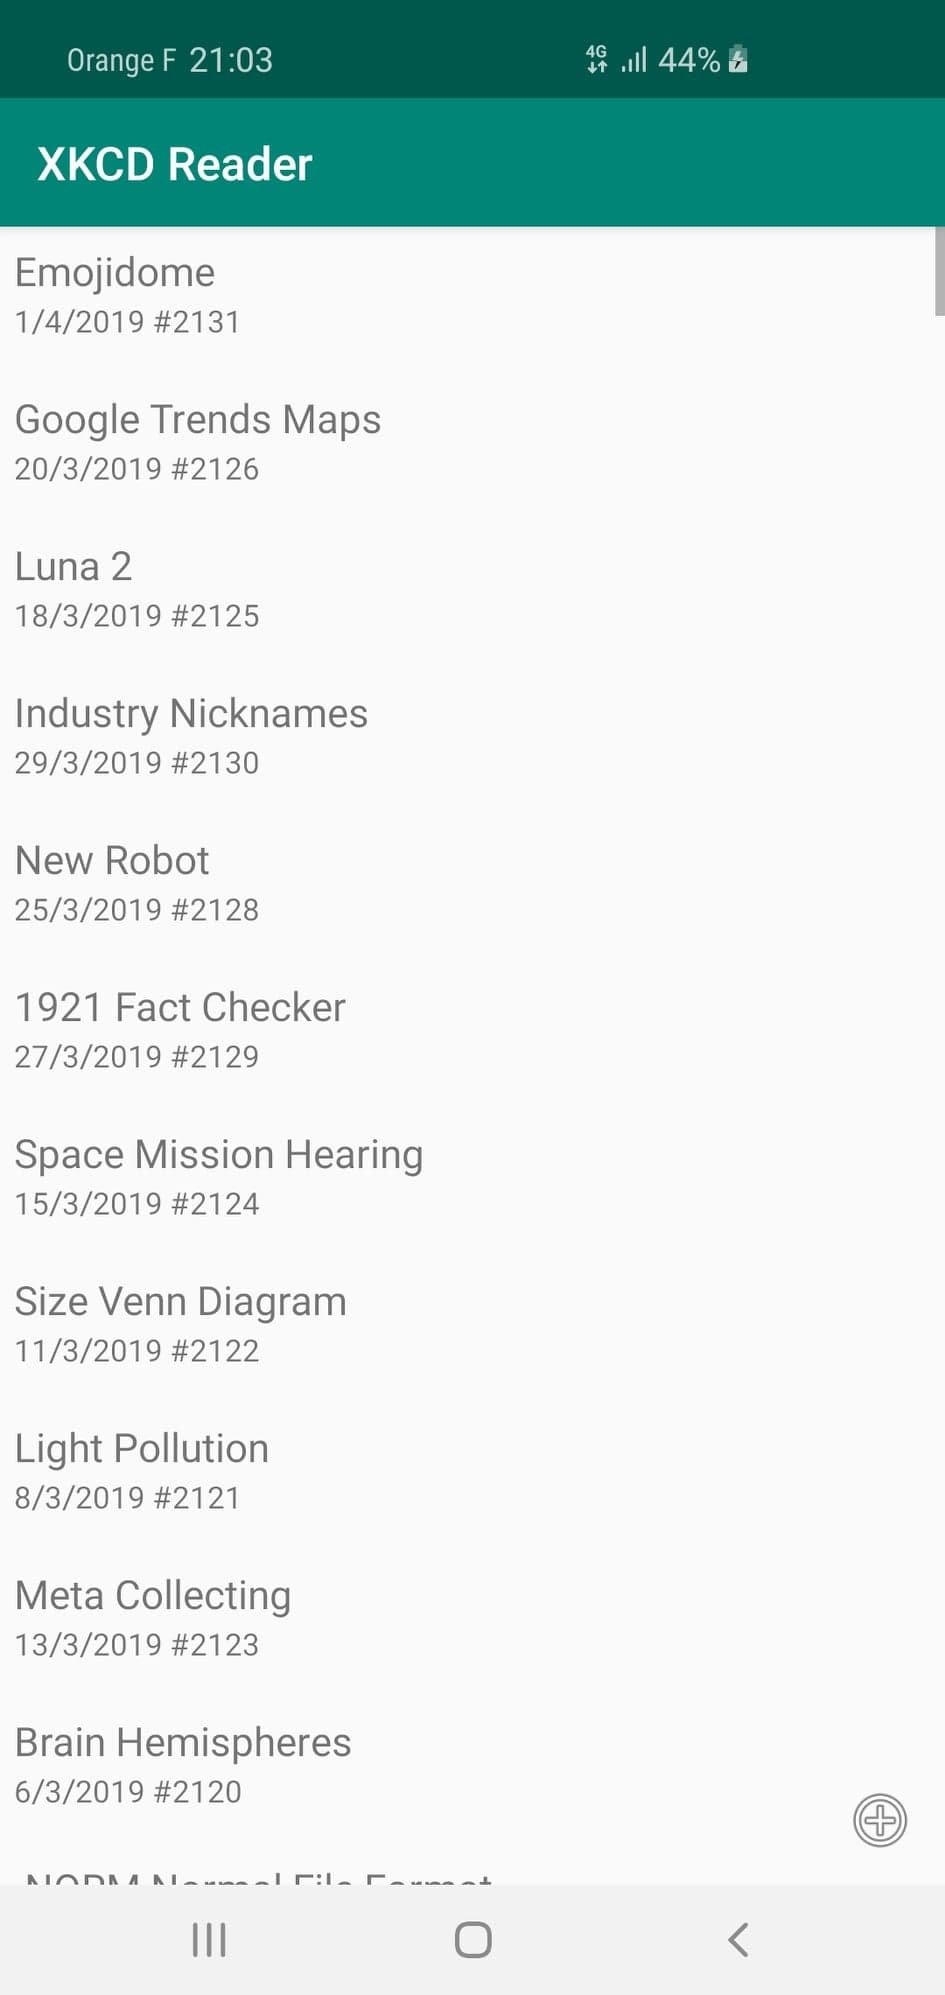 Orange F 21:03
4G 44%
XKCD Reader
Emojidome
1/4/2019 #2131
Google Trends Maps
20/3/2019 #2126
Luna 2
18/3/2019 #2125
Industry Nicknames
29/3/2019 #2130
New Robot
25/3/2019 #2128
1921 Fact Checker
27/3/2019 #2129
Space Mission Hearing
15/3/2019 #2124
Size Venn Diagram
11/3/2019 #2122
Light Pollution
8/3/2019 #2121
Meta Collecting
13/3/2019 #2123
Brain Hemispheres
6/3/2019 #2120
NORM Normal File Format